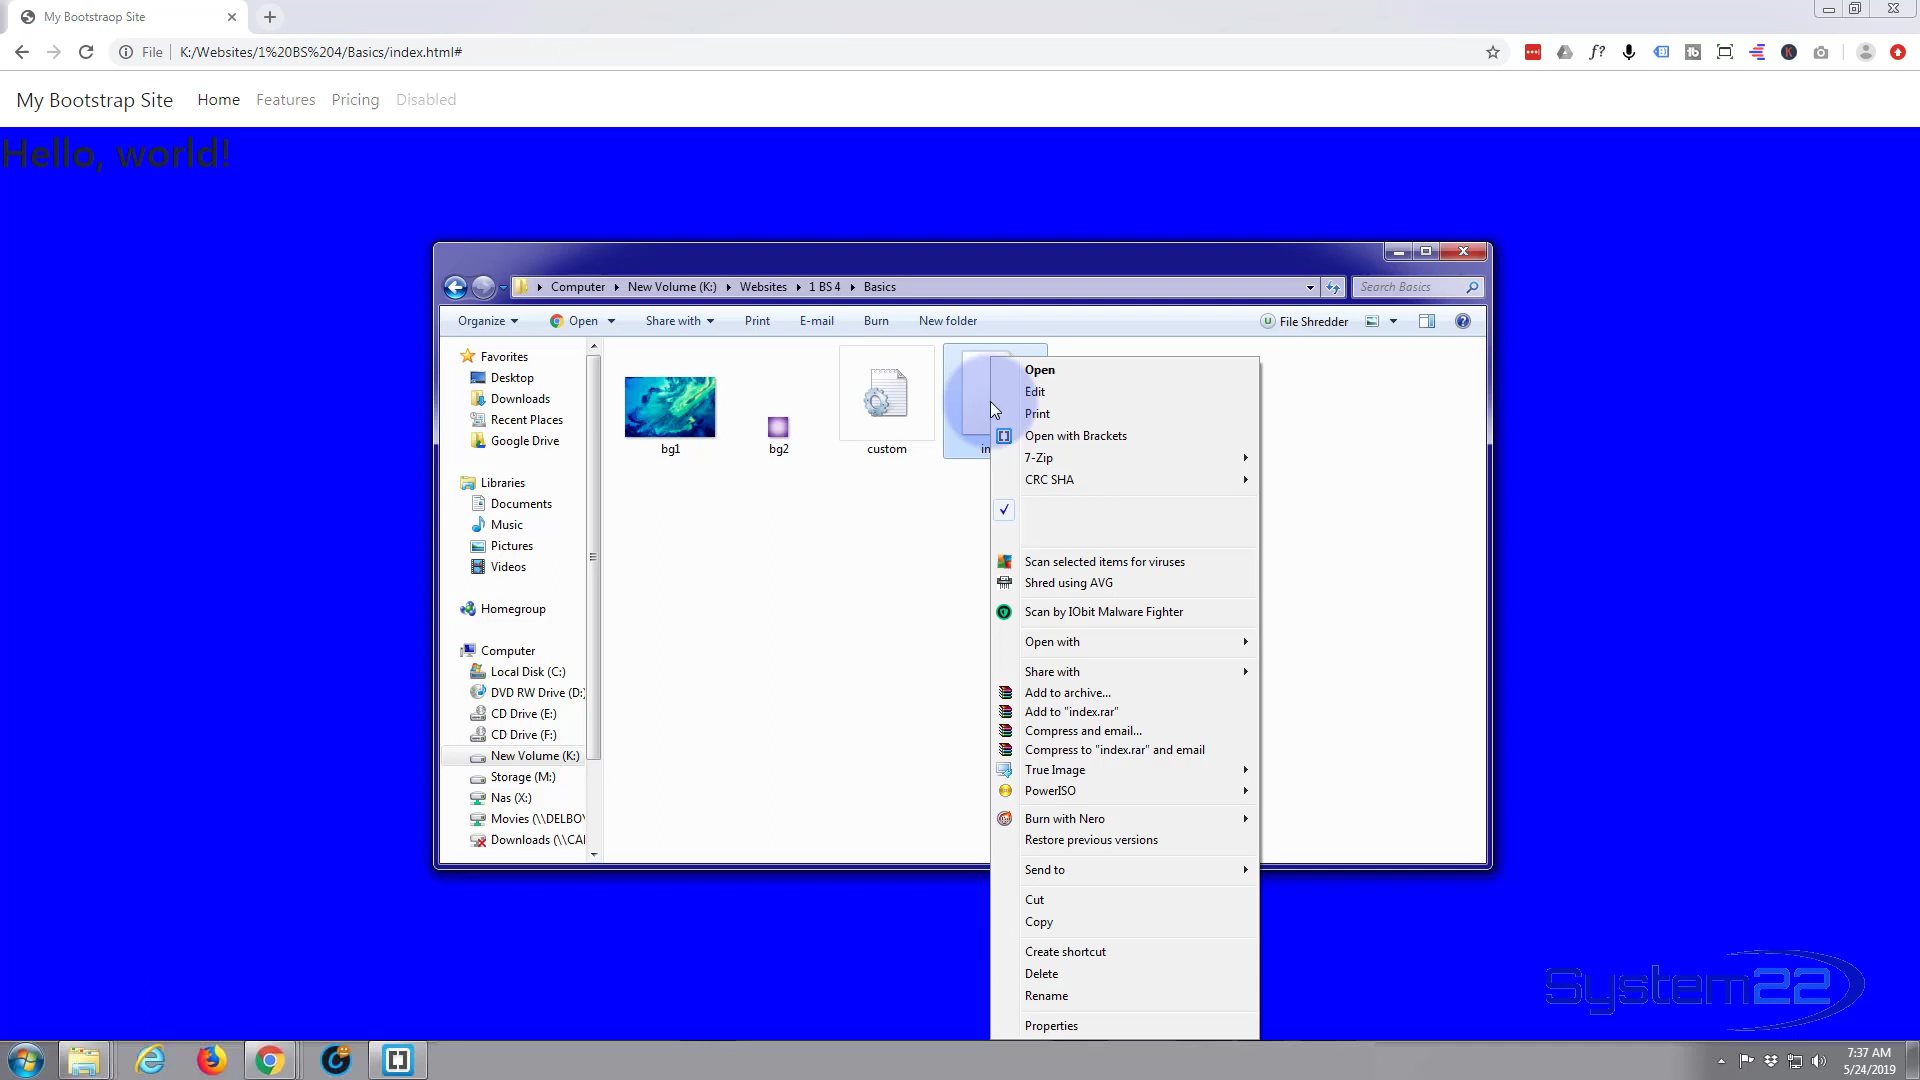 My Bootstraop Site
File
K:/Websites/1%20BS%204/Basics/index.html#
My Bootstrap Site Home Features Pricing Disabled
Hello, world!
Computer New Volume (K:) Websites 1 BS 4 Basics
Search Basics
Organize Open Share with Print E-mail Burn New folder File Shredder
Favorites
Desktop
Downloads
Recent Places
Google Drive
Libraries
Documents
Music
Pictures
Videos
Homegroup
Computer
Local Disk (C:)
DVD RW Drive (D:)
CD Drive (E:)
CD Drive (F:)
New Volume (K:)
Storage (M:)
Nas (X:)
Movies (\\DELBOY
Downloads (\\CAI
bg1
bg2
custom
in
Open
Edit
Print
Open with Brackets
7-Zip
CRC SHA
Scan selected items for viruses
Shred using AVG
Scan by IObit Malware Fighter
Open with
Share with
Add to archive...
Add to "index.rar"
Compress and email...
Compress to "index.rar" and email
True Image
PowerISO
Burn with Nero
Restore previous versions
Send to
Cut
Copy
Create shortcut
Delete
Rename
Properties
System22
7:37 AM
5/24/2019